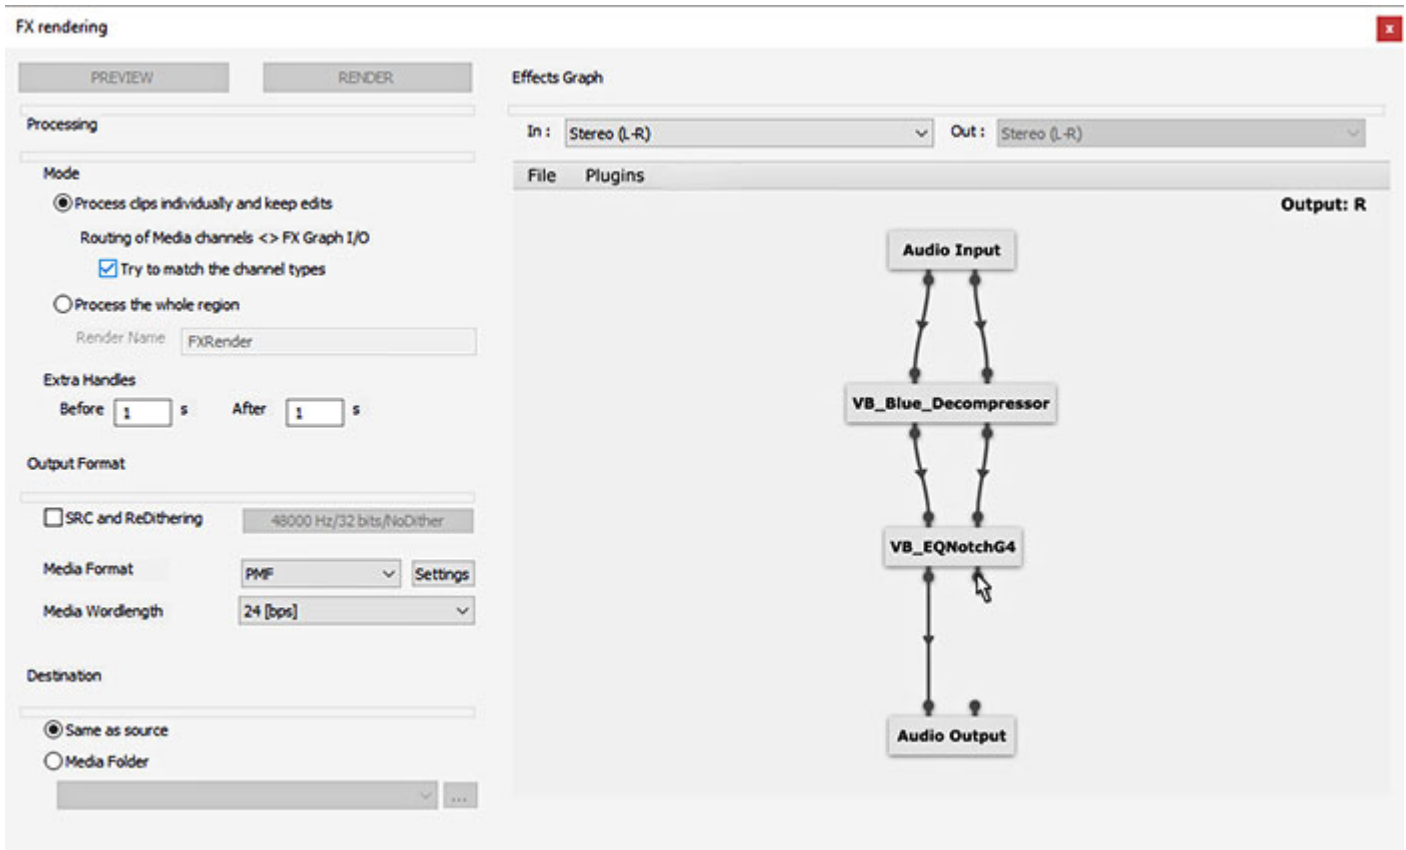 FX rendering
x
PREVIEW
RENDER
Processing
Mode
Process clips individually and keep edits
Routing of Media channels <> FX Graph I/O
Try to match the channel types
Process the whole region
Render Name
FXRender
Extra Handles
Before 1 s After 1 s
Output Format
SRC and ReDithering
48000 Hz/32 bits/NoDither
Media Format
PMF
Settings
Media Wordlength
24 [bps]
Destination
Same as source
Media Folder
...
Effects Graph
In : Stereo (L-R)
Out : Stereo (L-R)
File Plugins
Output: R
Audio Input
VB_Blue_Decompressor
VB_EQNotchG4
Audio Output